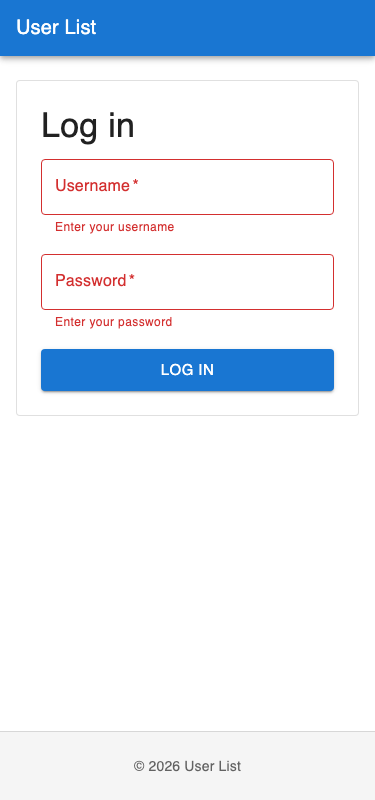 User List
Log in
Username *
Enter your username
Password *
Enter your password
LOG IN
© 2026 User List